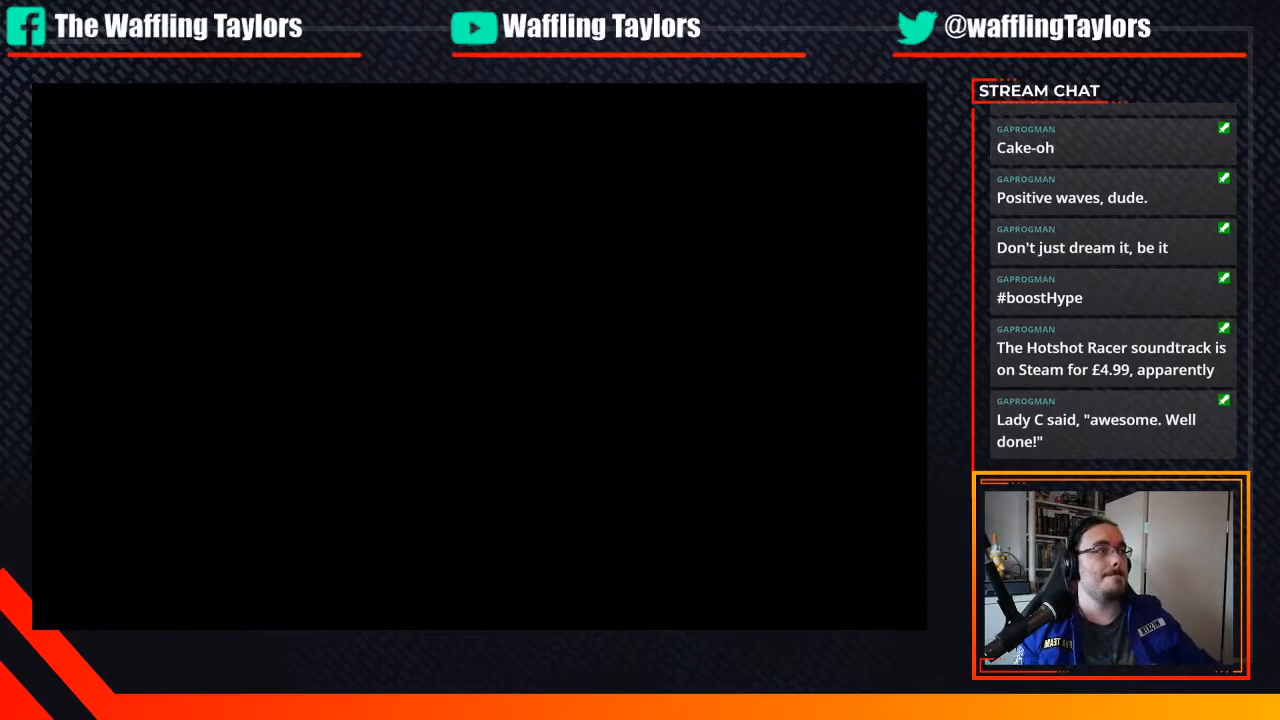 The Waffling Taylors
Waffling Taylors
@wafflingTaylors
STREAM CHAT
GAPROGMAN
Cake-oh
GAPROGMAN
Positive waves, dude.
GAPROGMAN
Don't just dream it, be it
GAPROGMAN
#boostHype
GAPROGMAN
The Hotshot Racer soundtrack is
on Steam for £4.99, apparently
GAPROGMAN
Lady C said, "awesome. Well
done!"